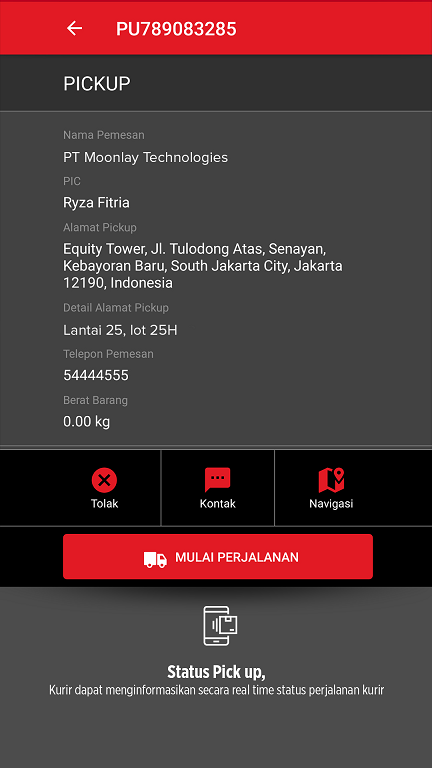 PU789083285
PICKUP
Nama Pemesan
PT Moonlay Technologies
PIC
Ryza Fitria
Alamat Pickup
Equity Tower, Jl. Tulodong Atas, Senayan,
Kebayoran Baru, South Jakarta City, Jakarta
12190, Indonesia
Detail Alamat Pickup
Lantai 25, lot 25H
Telepon Pemesan
54444555
Berat Barang
0.00 kg
Tolak
Kontak
Navigasi
MULAI PERJALANAN
Status Pick up,
Kurir dapat menginformasikan secara real time status perjalanan kurir